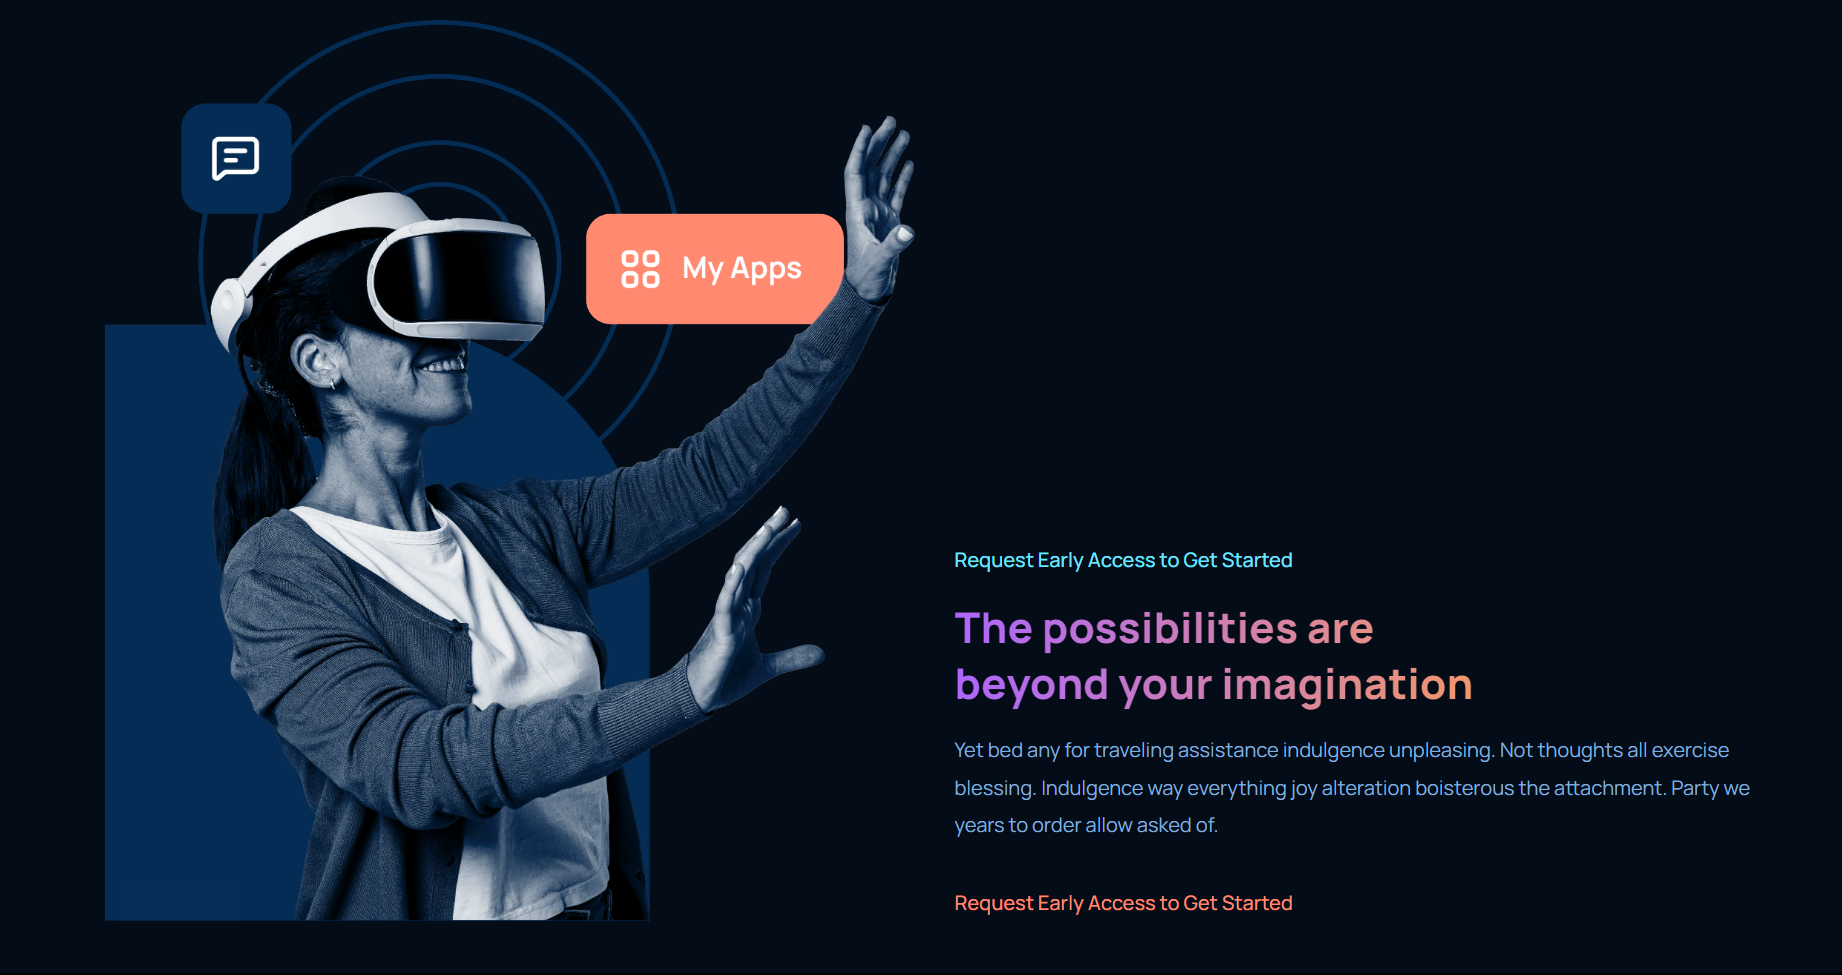 My Apps
Request Early Access to Get Started
The possibilities are
beyond your imagination
Yet bed any for traveling assistance indulgence unpleasing. Not thoughts all exercise
blessing. Indulgence way everything joy alteration boisterous the attachment. Party we
years to order allow asked of.
Request Early Access to Get Started